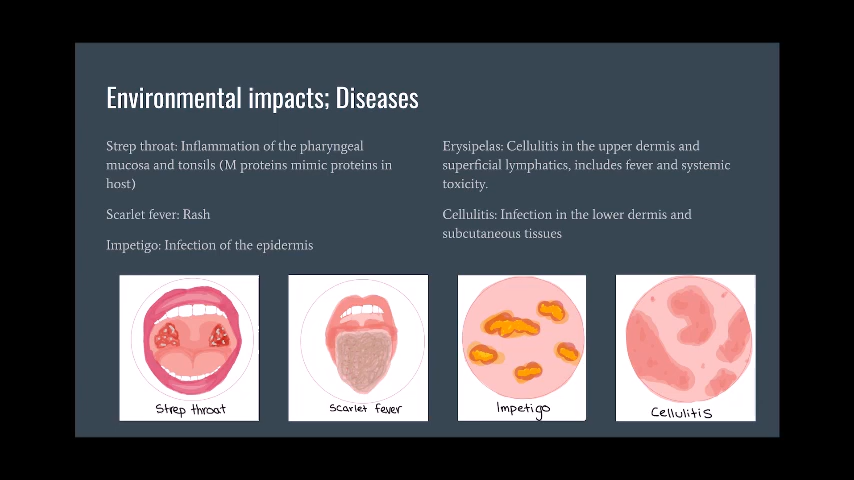 Environmental impacts; Diseases
Strep throat: Inflammation of the pharyngeal
mucosa and tonsils (M proteins mimic proteins in
host)
Scarlet fever: Rash
Impetigo: Infection of the epidermis
Erysipelas: Cellulitis in the upper dermis and
superficial lymphatics, includes fever and systemic
toxicity.
Cellulitis: Infection in the lower dermis and
subcutaneous tissues
Strep throat
Scarlet fever
Impetigo
Cellulitis